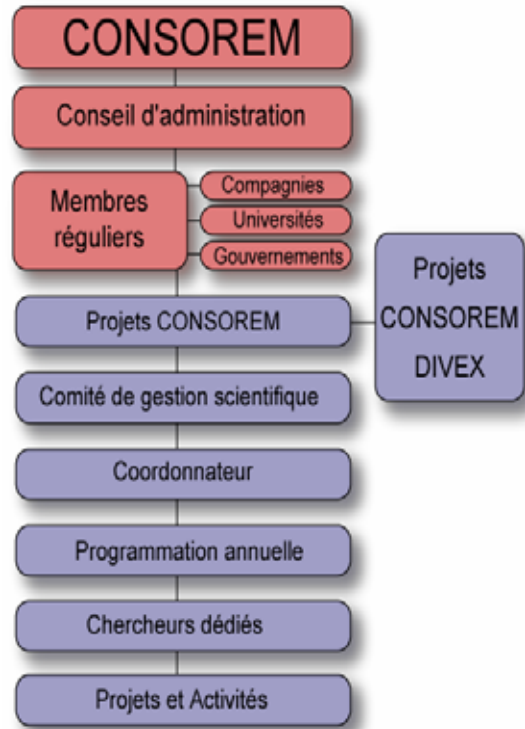 CONSOREM
Conseil d'administration
Membres
réguliers
Compagnies
Universités
Gouvernements
Projets CONSOREM
Projets
CONSOREM
DIVEX
Comité de gestion scientifique
Coordonnateur
Programmation annuelle
Chercheurs dédiés
Projets et Activités